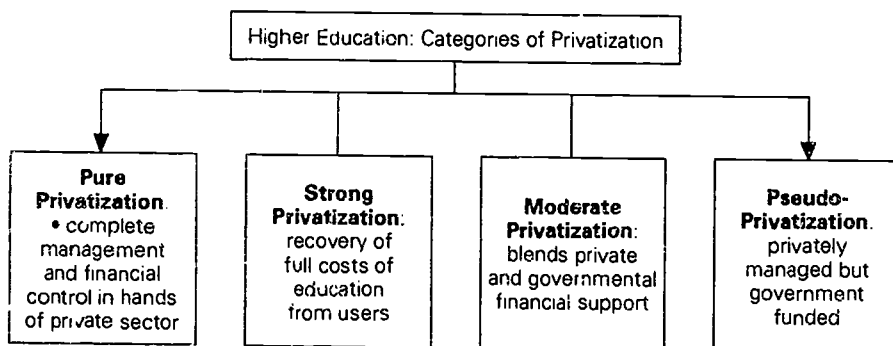 Higher Education: Categories of Privatization
Pure
Privatization.
• complete
management
and financial
control in hands
of private sector
Strong
Privatization:
recovery of
full costs of
education
from users
Moderate
Privatization:
blends private
and governmental
financial support
Pseudo-
Privatization.
privately
managed but
government
funded